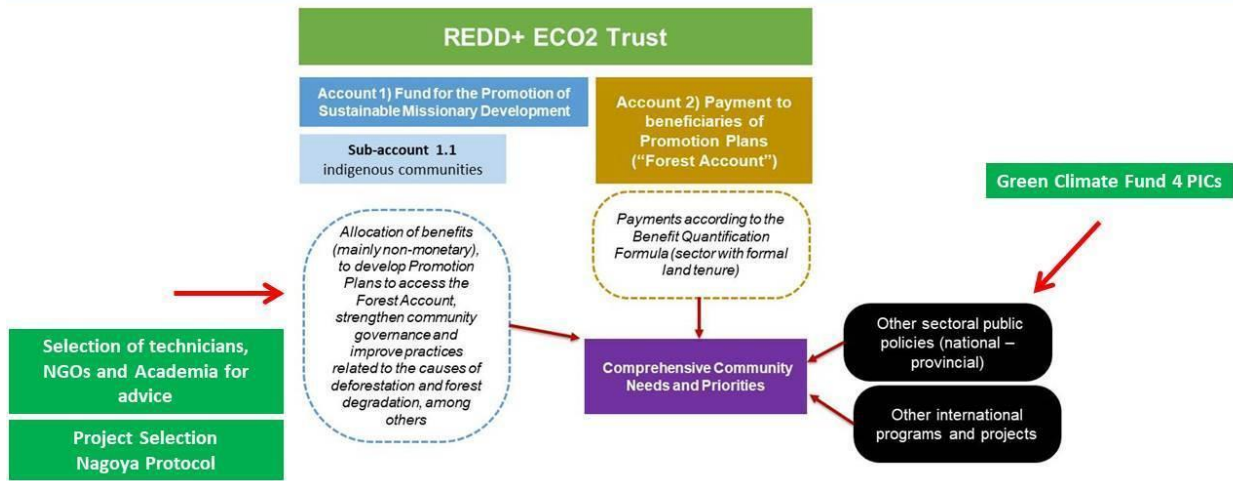 REDD+ ECO2 Trust
Account 1) Fund for the Promotion of
Sustainable Missionary Development
Sub-account 1.1
indigenous communities
Account 2) Payment to
beneficiaries of
Promotion Plans
("Forest Account")
Green Climate Fund 4 PICs
Allocation of benefits
(mainly non-monetary),
to develop Promotion
Plans to access the
Forest Account,
strengthen community
governance and
improve practices
related to the causes of
deforestation and forest
degradation, among
others
Payments according to the
Benefit Quantification
Formula (sector with formal
land tenure)
Selection of technicians,
NGOs and Academia for
advice
Project Selection
Nagoya Protocol
Comprehensive Community
Needs and Priorities
Other sectoral public
policies (national –
provincial)
Other international
programs and projects